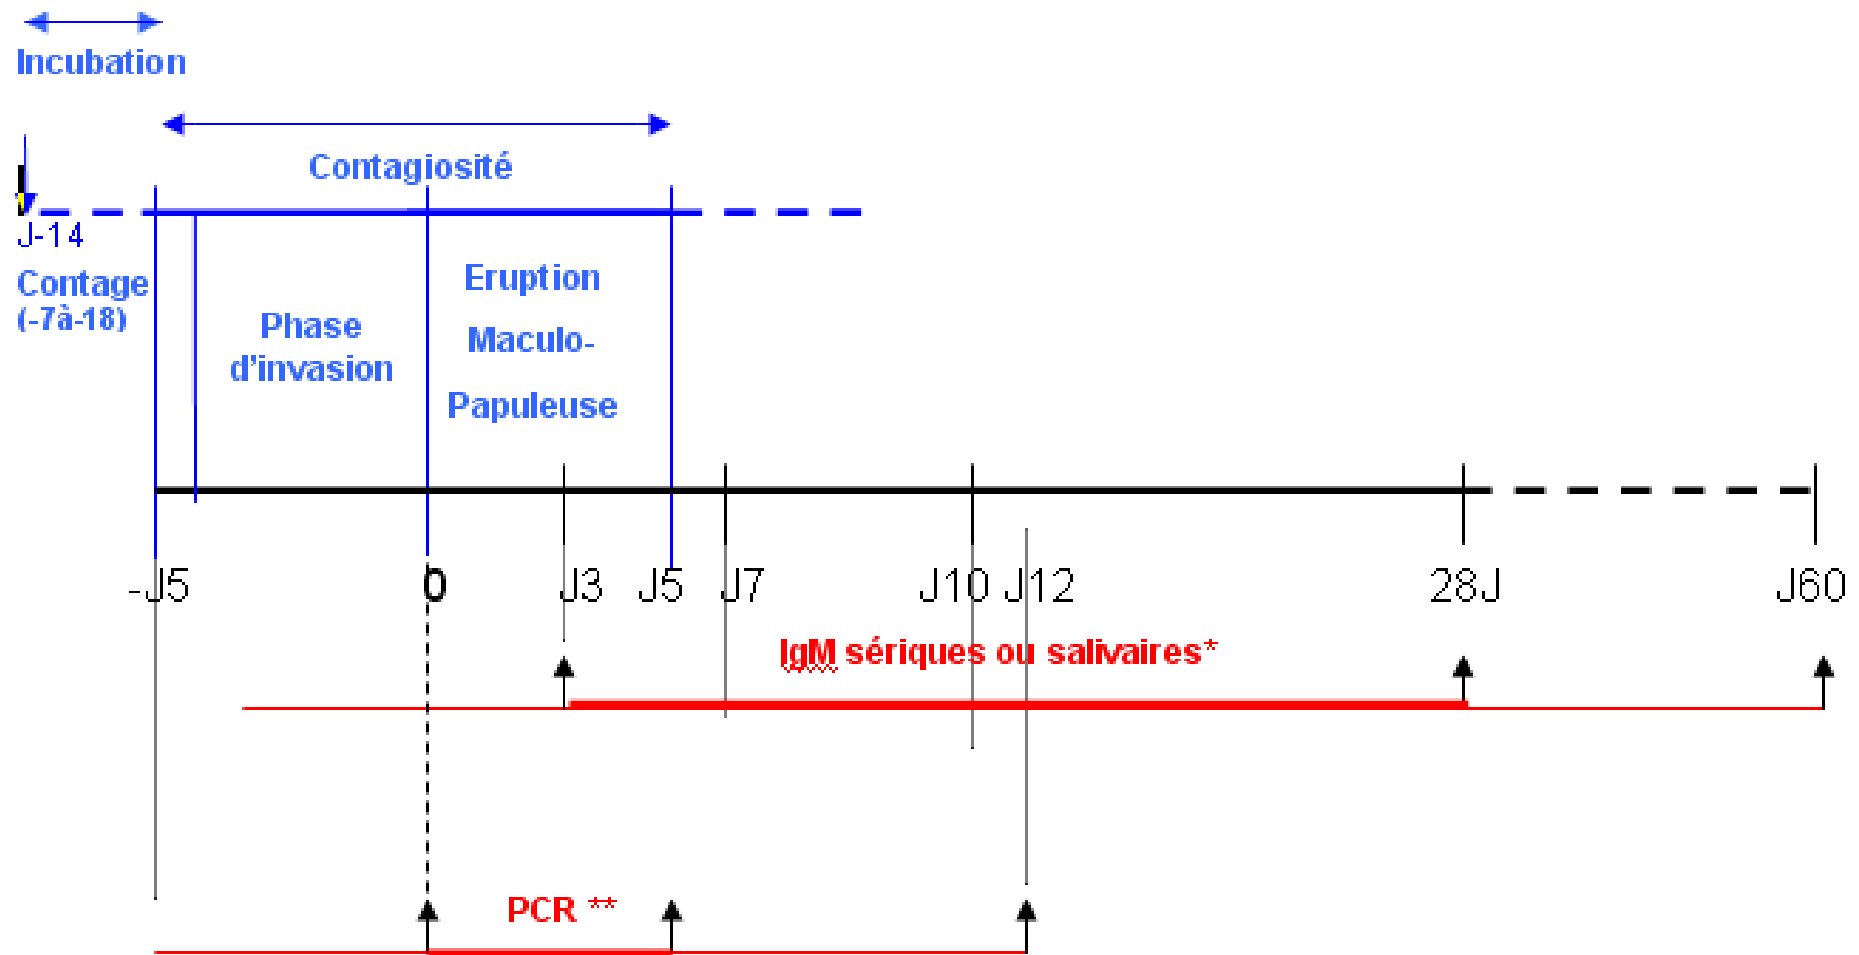 Incubation
Contagiosité
J-14
Contage
(-7à-18)
Phase
d'invasion
Eruption
Maculo-
Papuleuse
-J5 0 J3 J5 J7 J10 J12 28J J60
IgM sériques ou salivaires*
PCR **